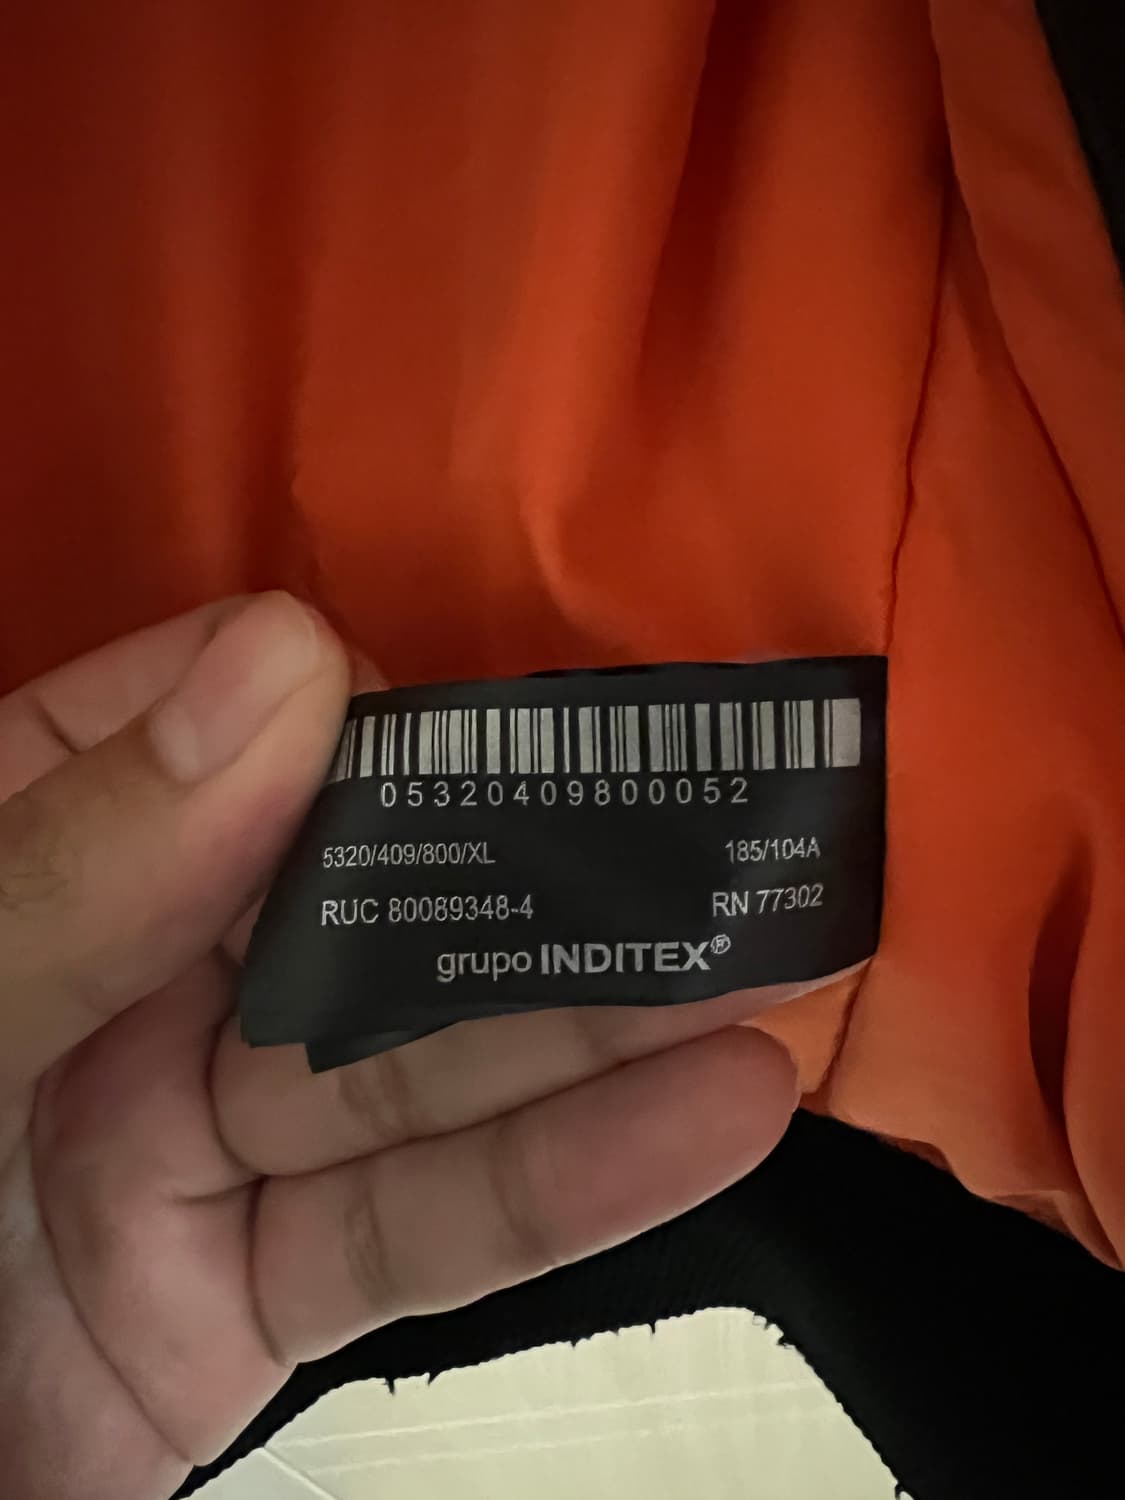 05320409800052
5320/409/800/XL 185/104A
RUC 80089348-4 RN 77302
grupo INDITEX®